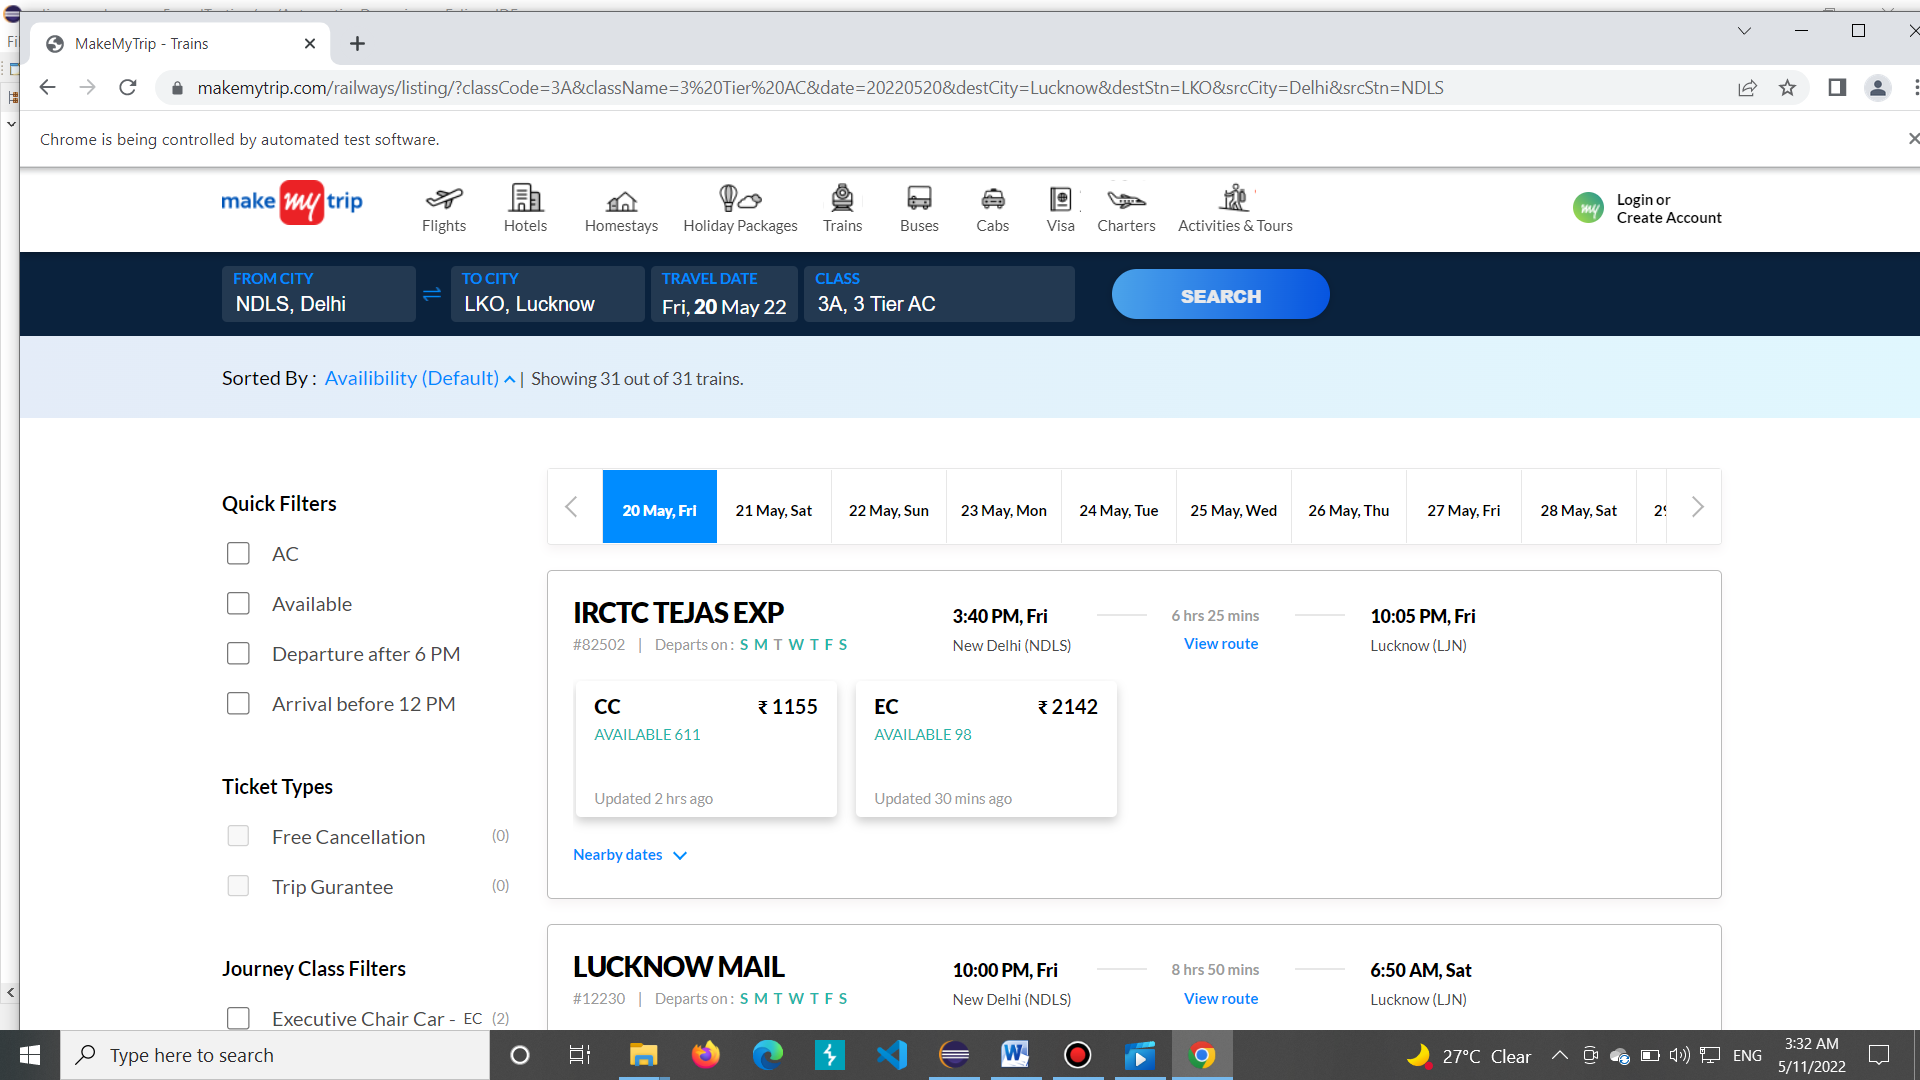 MakeMyTrip - Trains
makemytrip.com/railways/listing/?classCode=3A&className=3%20Tier%20AC&date=20220520&destCity=Lucknow&destStn=LKO&srcCity=Delhi&srcStn=NDLS
Chrome is being controlled by automated test software.
make my trip
Flights
Hotels
Homestays
Holiday Packages
Trains
Buses
Cabs
Visa
Charters
Activities & Tours
my
Login or
Create Account
FROM CITY
NDLS, Delhi
TO CITY
LKO, Lucknow
TRAVEL DATE
Fri, 20 May 22
CLASS
3A, 3 Tier AC
SEARCH
Sorted By : Availibility (Default) | Showing 31 out of 31 trains.
Quick Filters
AC
Available
Departure after 6 PM
Arrival before 12 PM
Ticket Types
Free Cancellation (0)
Trip Gurantee (0)
Journey Class Filters
Executive Chair Car - EC (2)
20 May, Fri
21 May, Sat
22 May, Sun
23 May, Mon
24 May, Tue
25 May, Wed
26 May, Thu
27 May, Fri
28 May, Sat
IRCTC TEJAS EXP
#82502 | Departs on : S M T W T F S
3:40 PM, Fri
New Delhi (NDLS)
6 hrs 25 mins
View route
10:05 PM, Fri
Lucknow (LJN)
CC ₹ 1155
AVAILABLE 611
Updated 2 hrs ago
EC ₹ 2142
AVAILABLE 98
Updated 30 mins ago
Nearby dates
LUCKNOW MAIL
#12230 | Departs on : S M T W T F S
10:00 PM, Fri
New Delhi (NDLS)
8 hrs 50 mins
View route
6:50 AM, Sat
Lucknow (LJN)
Type here to search
27°C Clear
ENG
3:32 AM
5/11/2022